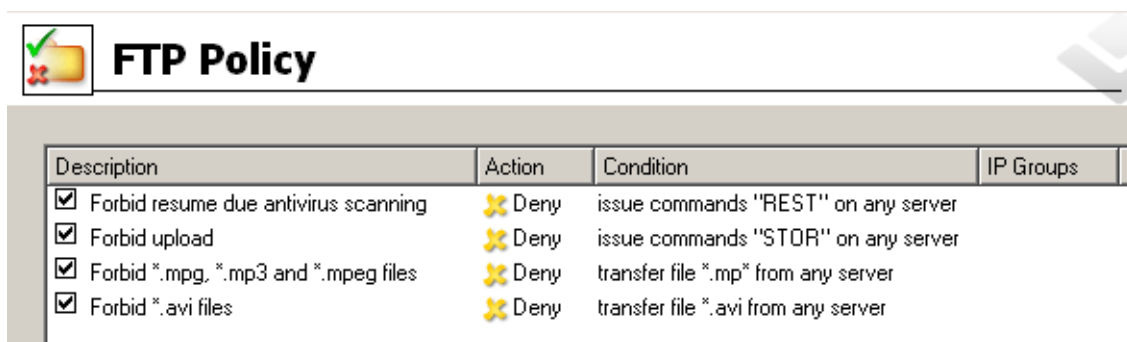 FTP Policy
Description Action Condition IP Groups
Forbid resume due antivirus scanning Deny issue commands "REST" on any server
Forbid upload Deny issue commands "STOR" on any server
Forbid *.mpg, *.mp3 and *.mpeg files Deny transfer file *.mp* from any server
Forbid *.avi files Deny transfer file *.avi from any server